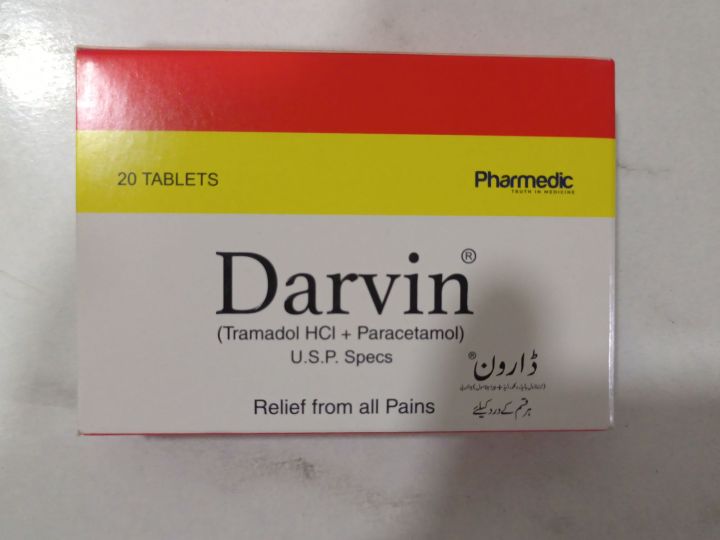 20 TABLETS
Pharmedic
TRUTH IN MEDICINE
Darvin®
(Tramadol HCl + Paracetamol)
U.S.P. Specs
ڈارون®
Relief from all Pains
ہر قسم کے درد کیلئے